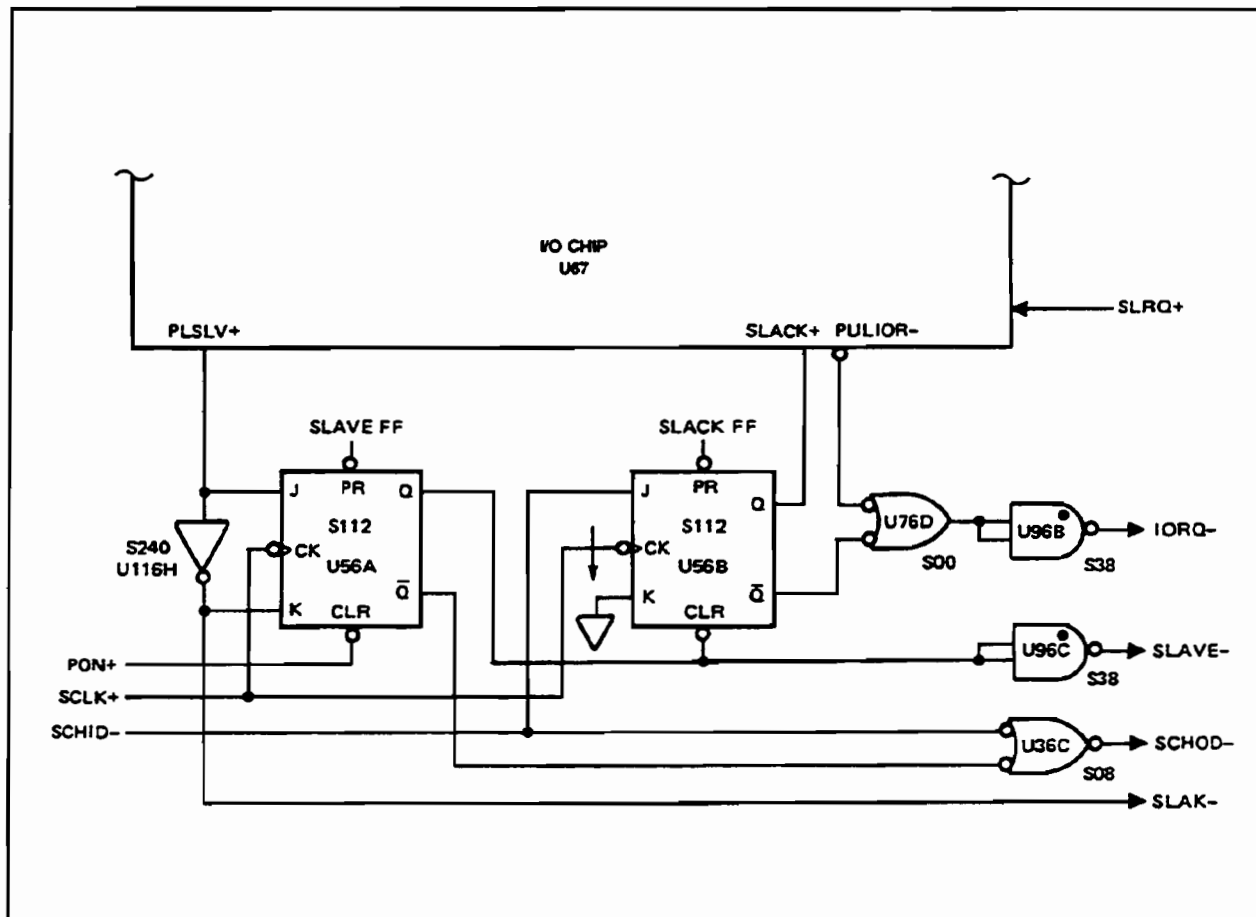 I/O CHIP
U67
SLRQ+
PLSLV+
SLACK+ PULIOR-
SLAVE FF
SLACK FF
J PR Q
J PR Q
S112
S112
U76D
S00
U96B
S38
IORQ-
S240
U116H
CK
U56A
CK
U56B
K CLR Q̅
K CLR Q̅
PON+
SCLK+
SCHID-
U96C
S38
SLAVE-
U36C
S08
SCHOD-
SLAK-